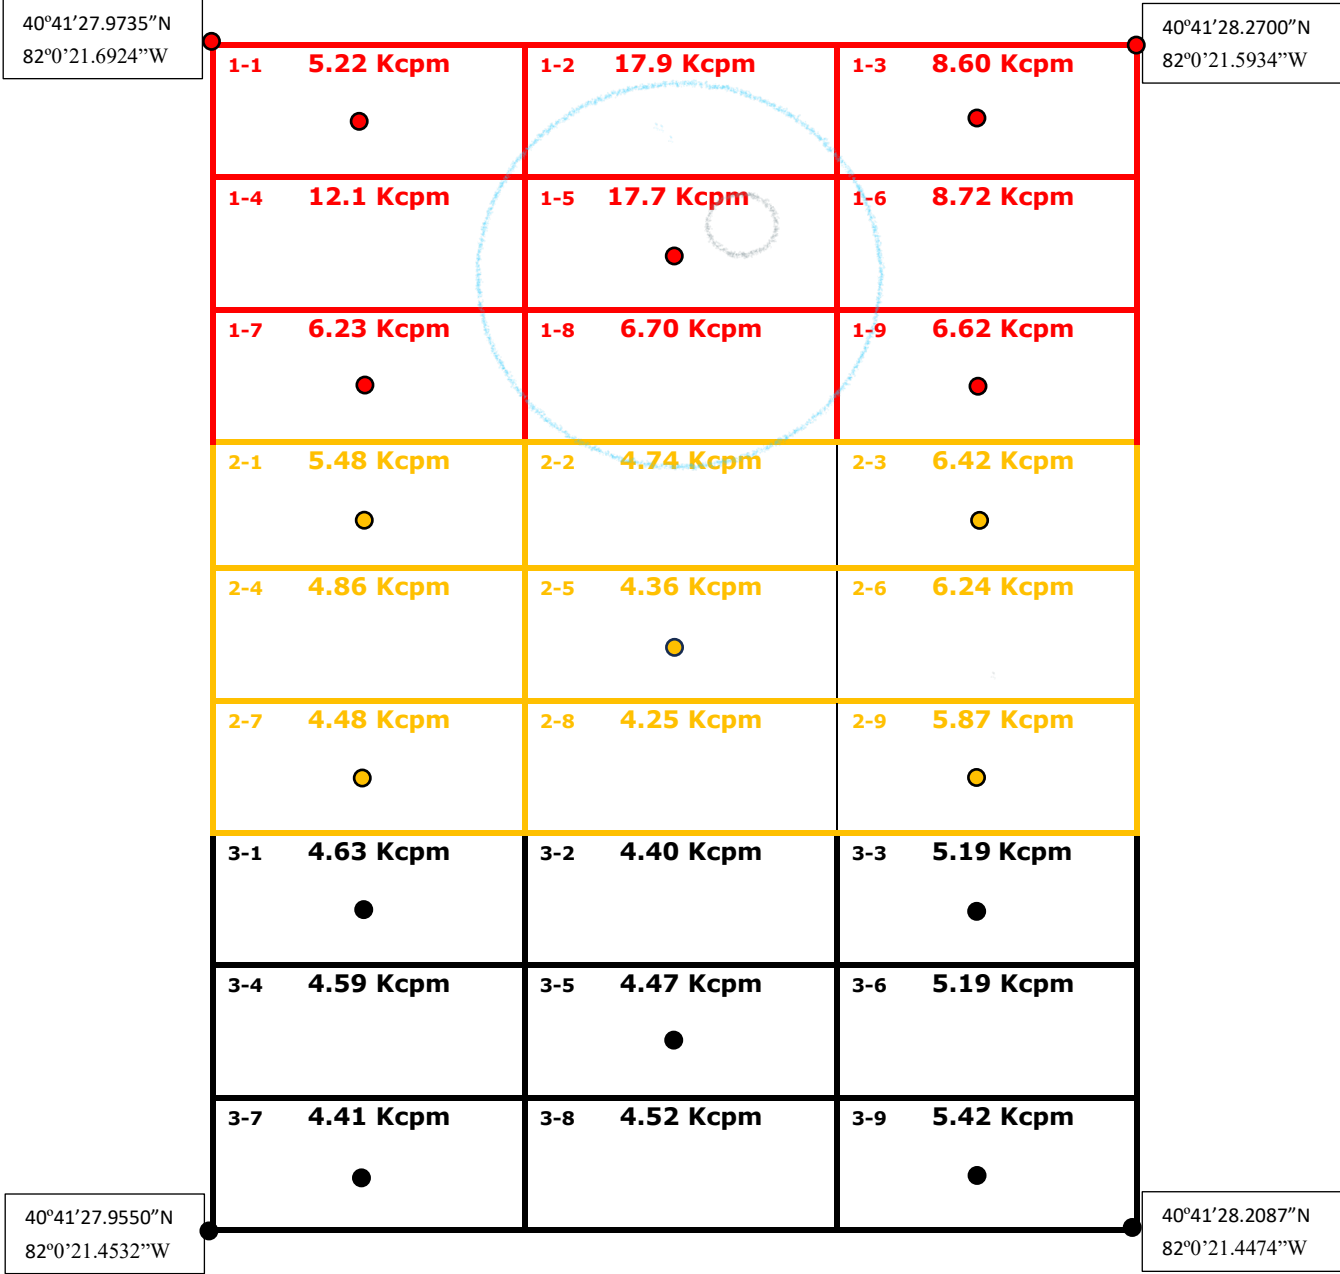 40º41’27.9735”N
82º0’21.6924”W
40º41’28.2700”N
82º0’21.5934”W
1-1 5.22 Kcpm
1-2 17.9 Kcpm
1-3 8.60 Kcpm
1-4 12.1 Kcpm
1-5 17.7 Kcpm
1-6 8.72 Kcpm
1-7 6.23 Kcpm
1-8 6.70 Kcpm
1-9 6.62 Kcpm
2-1 5.48 Kcpm
2-2 4.74 Kcpm
2-3 6.42 Kcpm
2-4 4.86 Kcpm
2-5 4.36 Kcpm
2-6 6.24 Kcpm
2-7 4.48 Kcpm
2-8 4.25 Kcpm
2-9 5.87 Kcpm
3-1 4.63 Kcpm
3-2 4.40 Kcpm
3-3 5.19 Kcpm
3-4 4.59 Kcpm
3-5 4.47 Kcpm
3-6 5.19 Kcpm
3-7 4.41 Kcpm
3-8 4.52 Kcpm
3-9 5.42 Kcpm
40º41’27.9550”N
82º0’21.4532”W
40º41’28.2087”N
82º0’21.4474”W